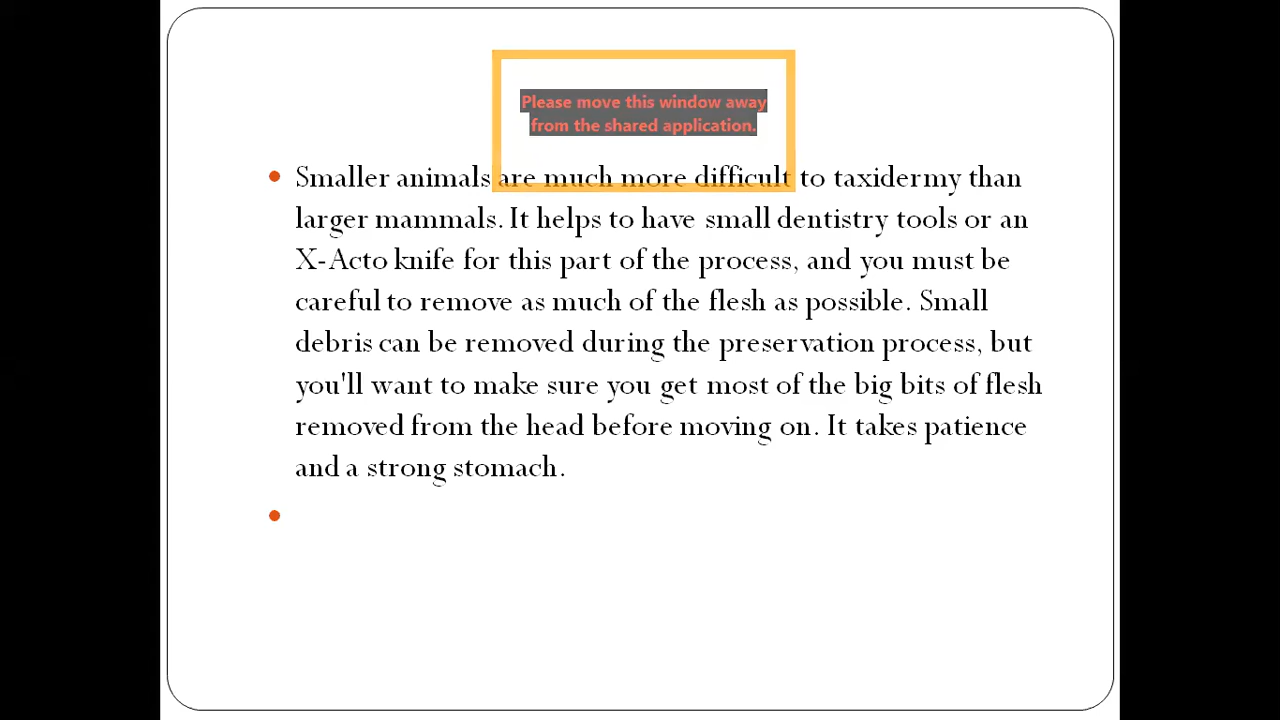 Please move this window away
from the shared application.
Smaller animals are much more difficult to taxidermy than
larger mammals. It helps to have small dentistry tools or an
X-Acto knife for this part of the process, and you must be
careful to remove as much of the flesh as possible. Small
debris can be removed during the preservation process, but
you'll want to make sure you get most of the big bits of flesh
removed from the head before moving on. It takes patience
and a strong stomach.